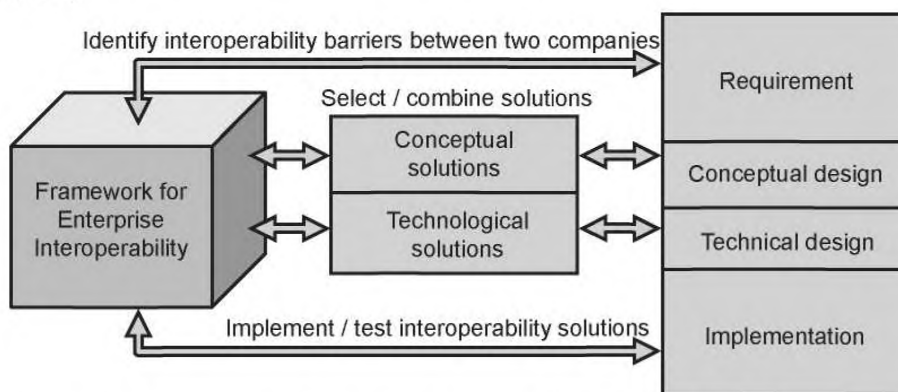 Identify interoperability barriers between two companies
Requirement
Select / combine solutions
Conceptual
solutions
Conceptual design
Framework for
Enterprise
Interoperability
Technological
solutions
Technical design
Implement / test interoperability solutions
Implementation